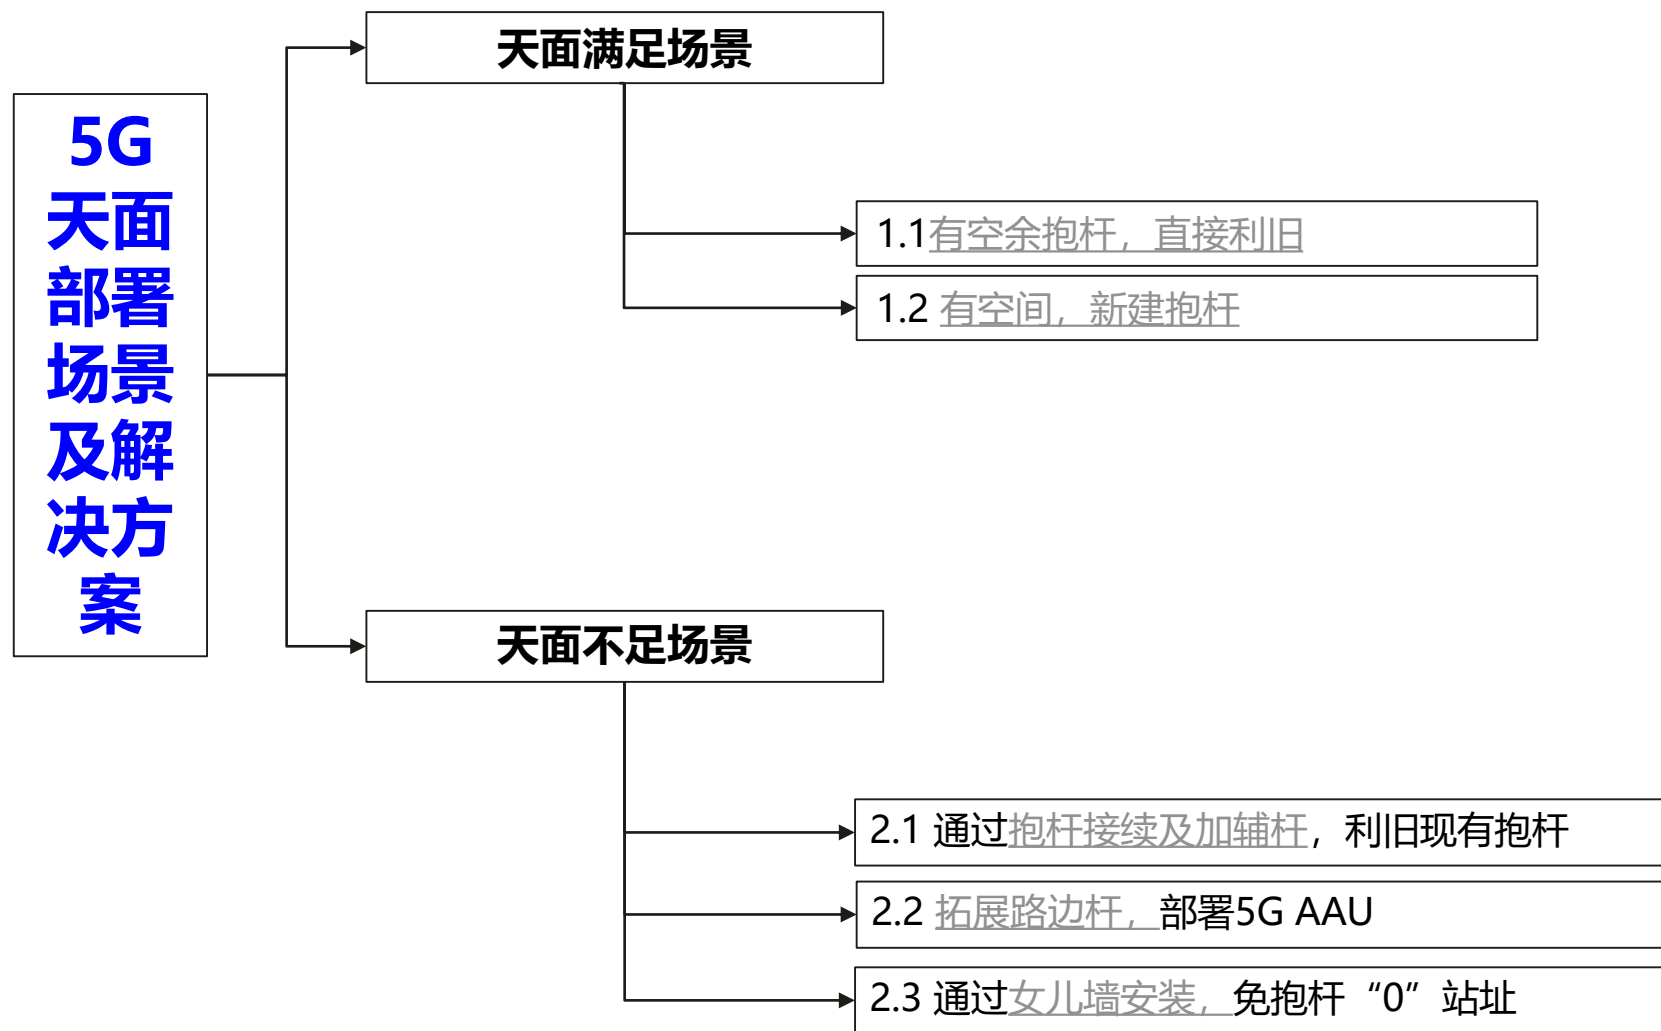 5G
天面
部署
场景
及解
决方
案
天面满足场景
1.1有空余抱杆，直接利旧
1.2 有空间，新建抱杆
天面不足场景
2.1 通过抱杆接续及加辅杆，利旧现有抱杆
2.2 拓展路边杆，部署5G AAU
2.3 通过女儿墙安装，免抱杆“0”站址